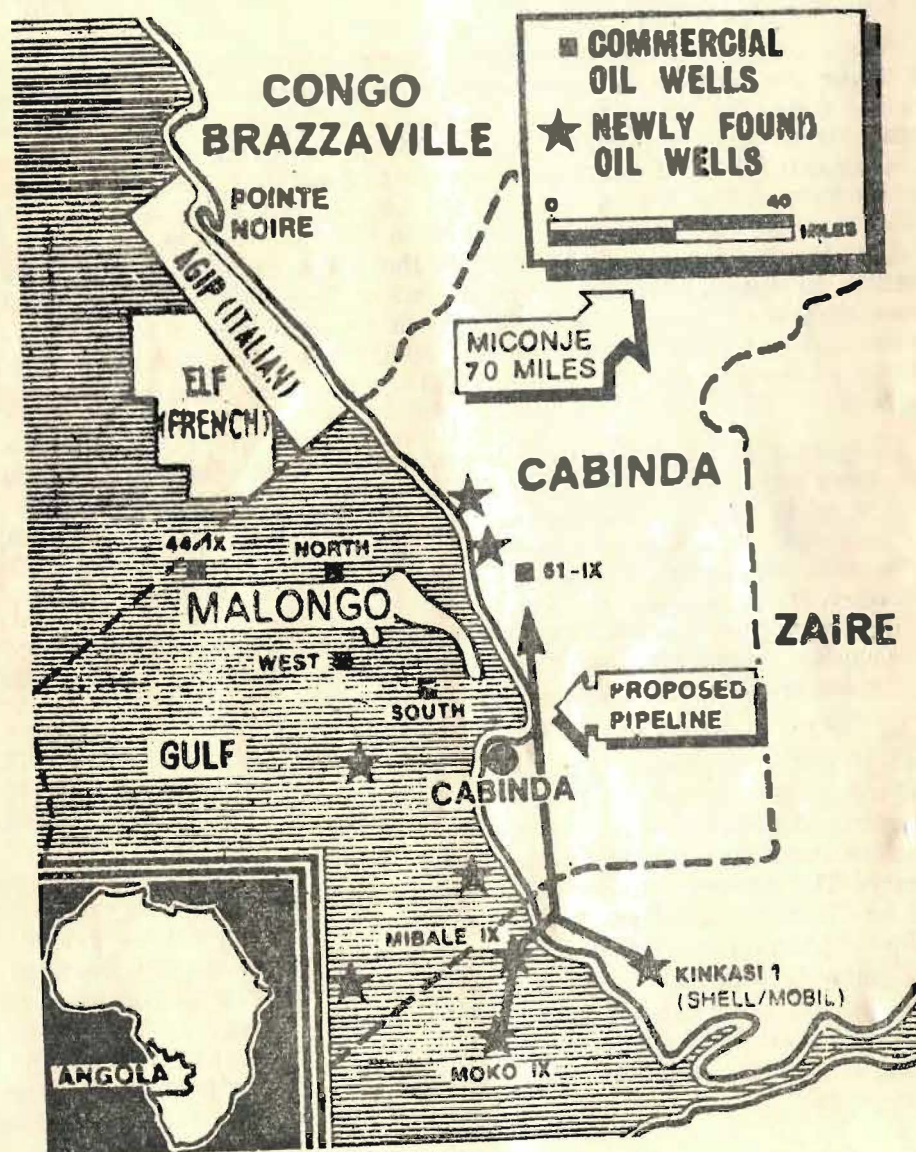 COMMERCIAL
OIL WELLS
NEWLY FOUND
OIL WELLS
0 40
MILES
CONGO
BRAZZAVILLE
POINTE
NOIRE
AGIP (ITALIAN)
ELF
(FRENCH)
MICONJE
70 MILES
CABINDA
44-IX
NORTH
61-IX
MALONGO
ZAIRE
WEST
SOUTH
PROPOSED
PIPELINE
GULF
CABINDA
MIBALE IX
KINKASI 1
(SHELL/MOBIL)
MOKO IX
ANGOLA